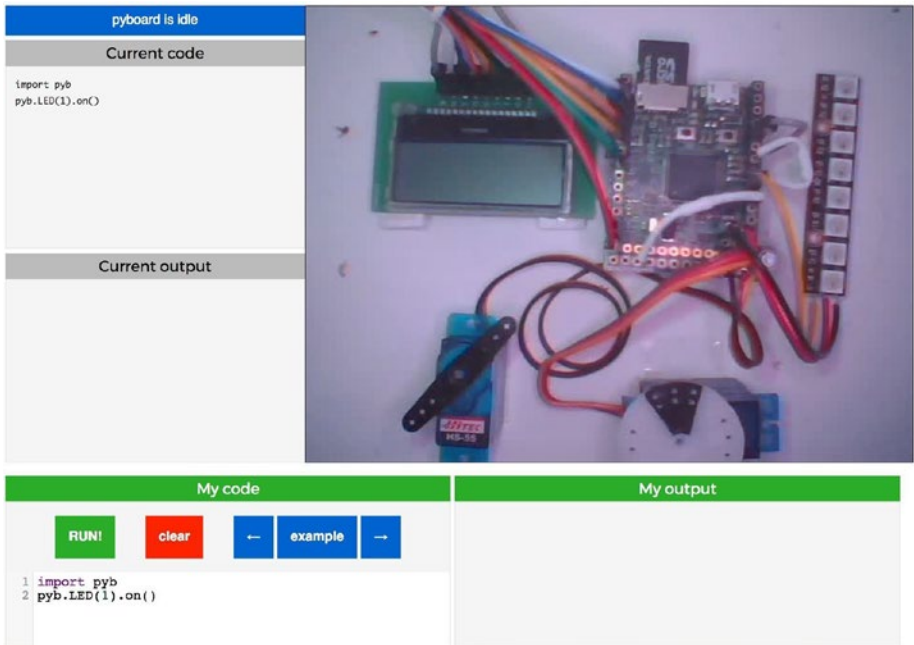 pyboard is idle
Current code
import pyb
pyb.LED(1).on()
Current output
HITEC
HS-55
My code
My output
RUN!
clear
←
example
→
1 import pyb
2 pyb.LED(1).on()